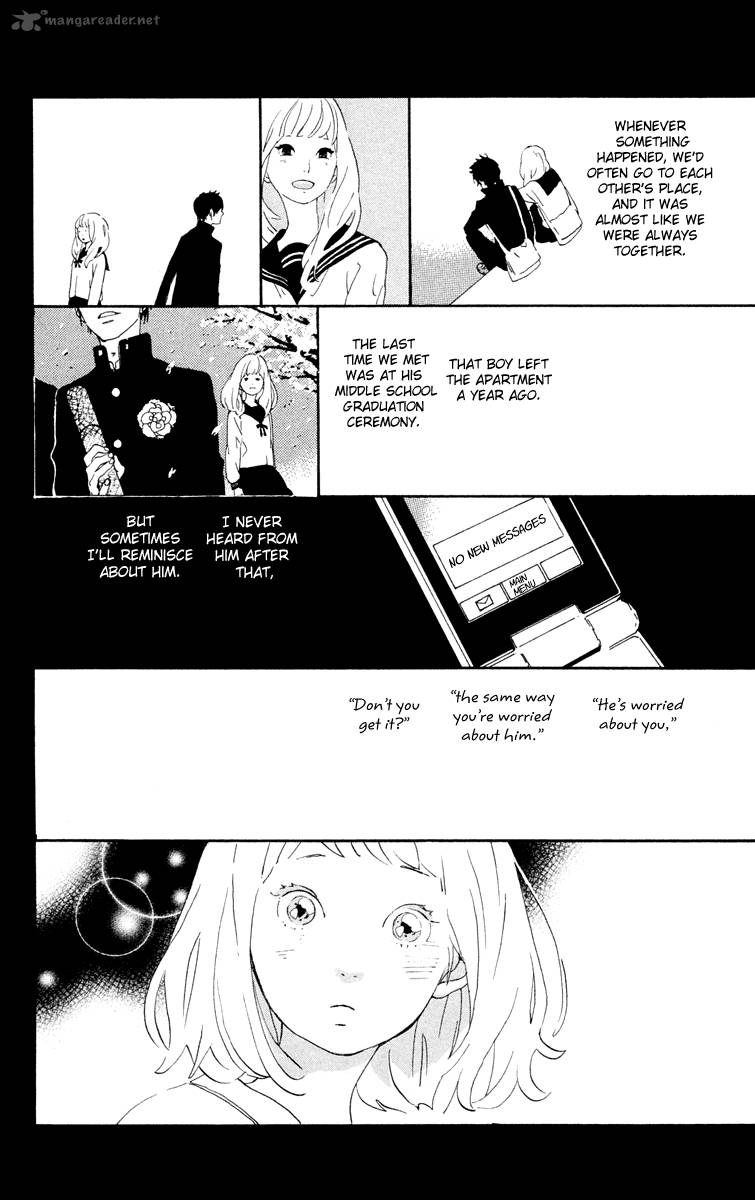 mangareader.net
WHENEVER
SOMETHING
HAPPENED, WE'D
OFTEN GO TO EACH
OTHER'S PLACE,
AND IT WAS
ALMOST LIKE WE
WERE ALWAYS
TOGETHER.
THAT BOY LEFT
THE APARTMENT
A YEAR AGO.
THE LAST
TIME WE MET
WAS AT HIS
MIDDLE SCHOOL
GRADUATION
CEREMONY.
NO NEW MESSAGES
MAIN
MENU
I NEVER
HEARD FROM
HIM AFTER
THAT,
BUT
SOMETIMES
I'LL REMINISCE
ABOUT HIM.
"He's worried
about you,"
"the same way
you're worried
about him."
"Don't you
get it?"